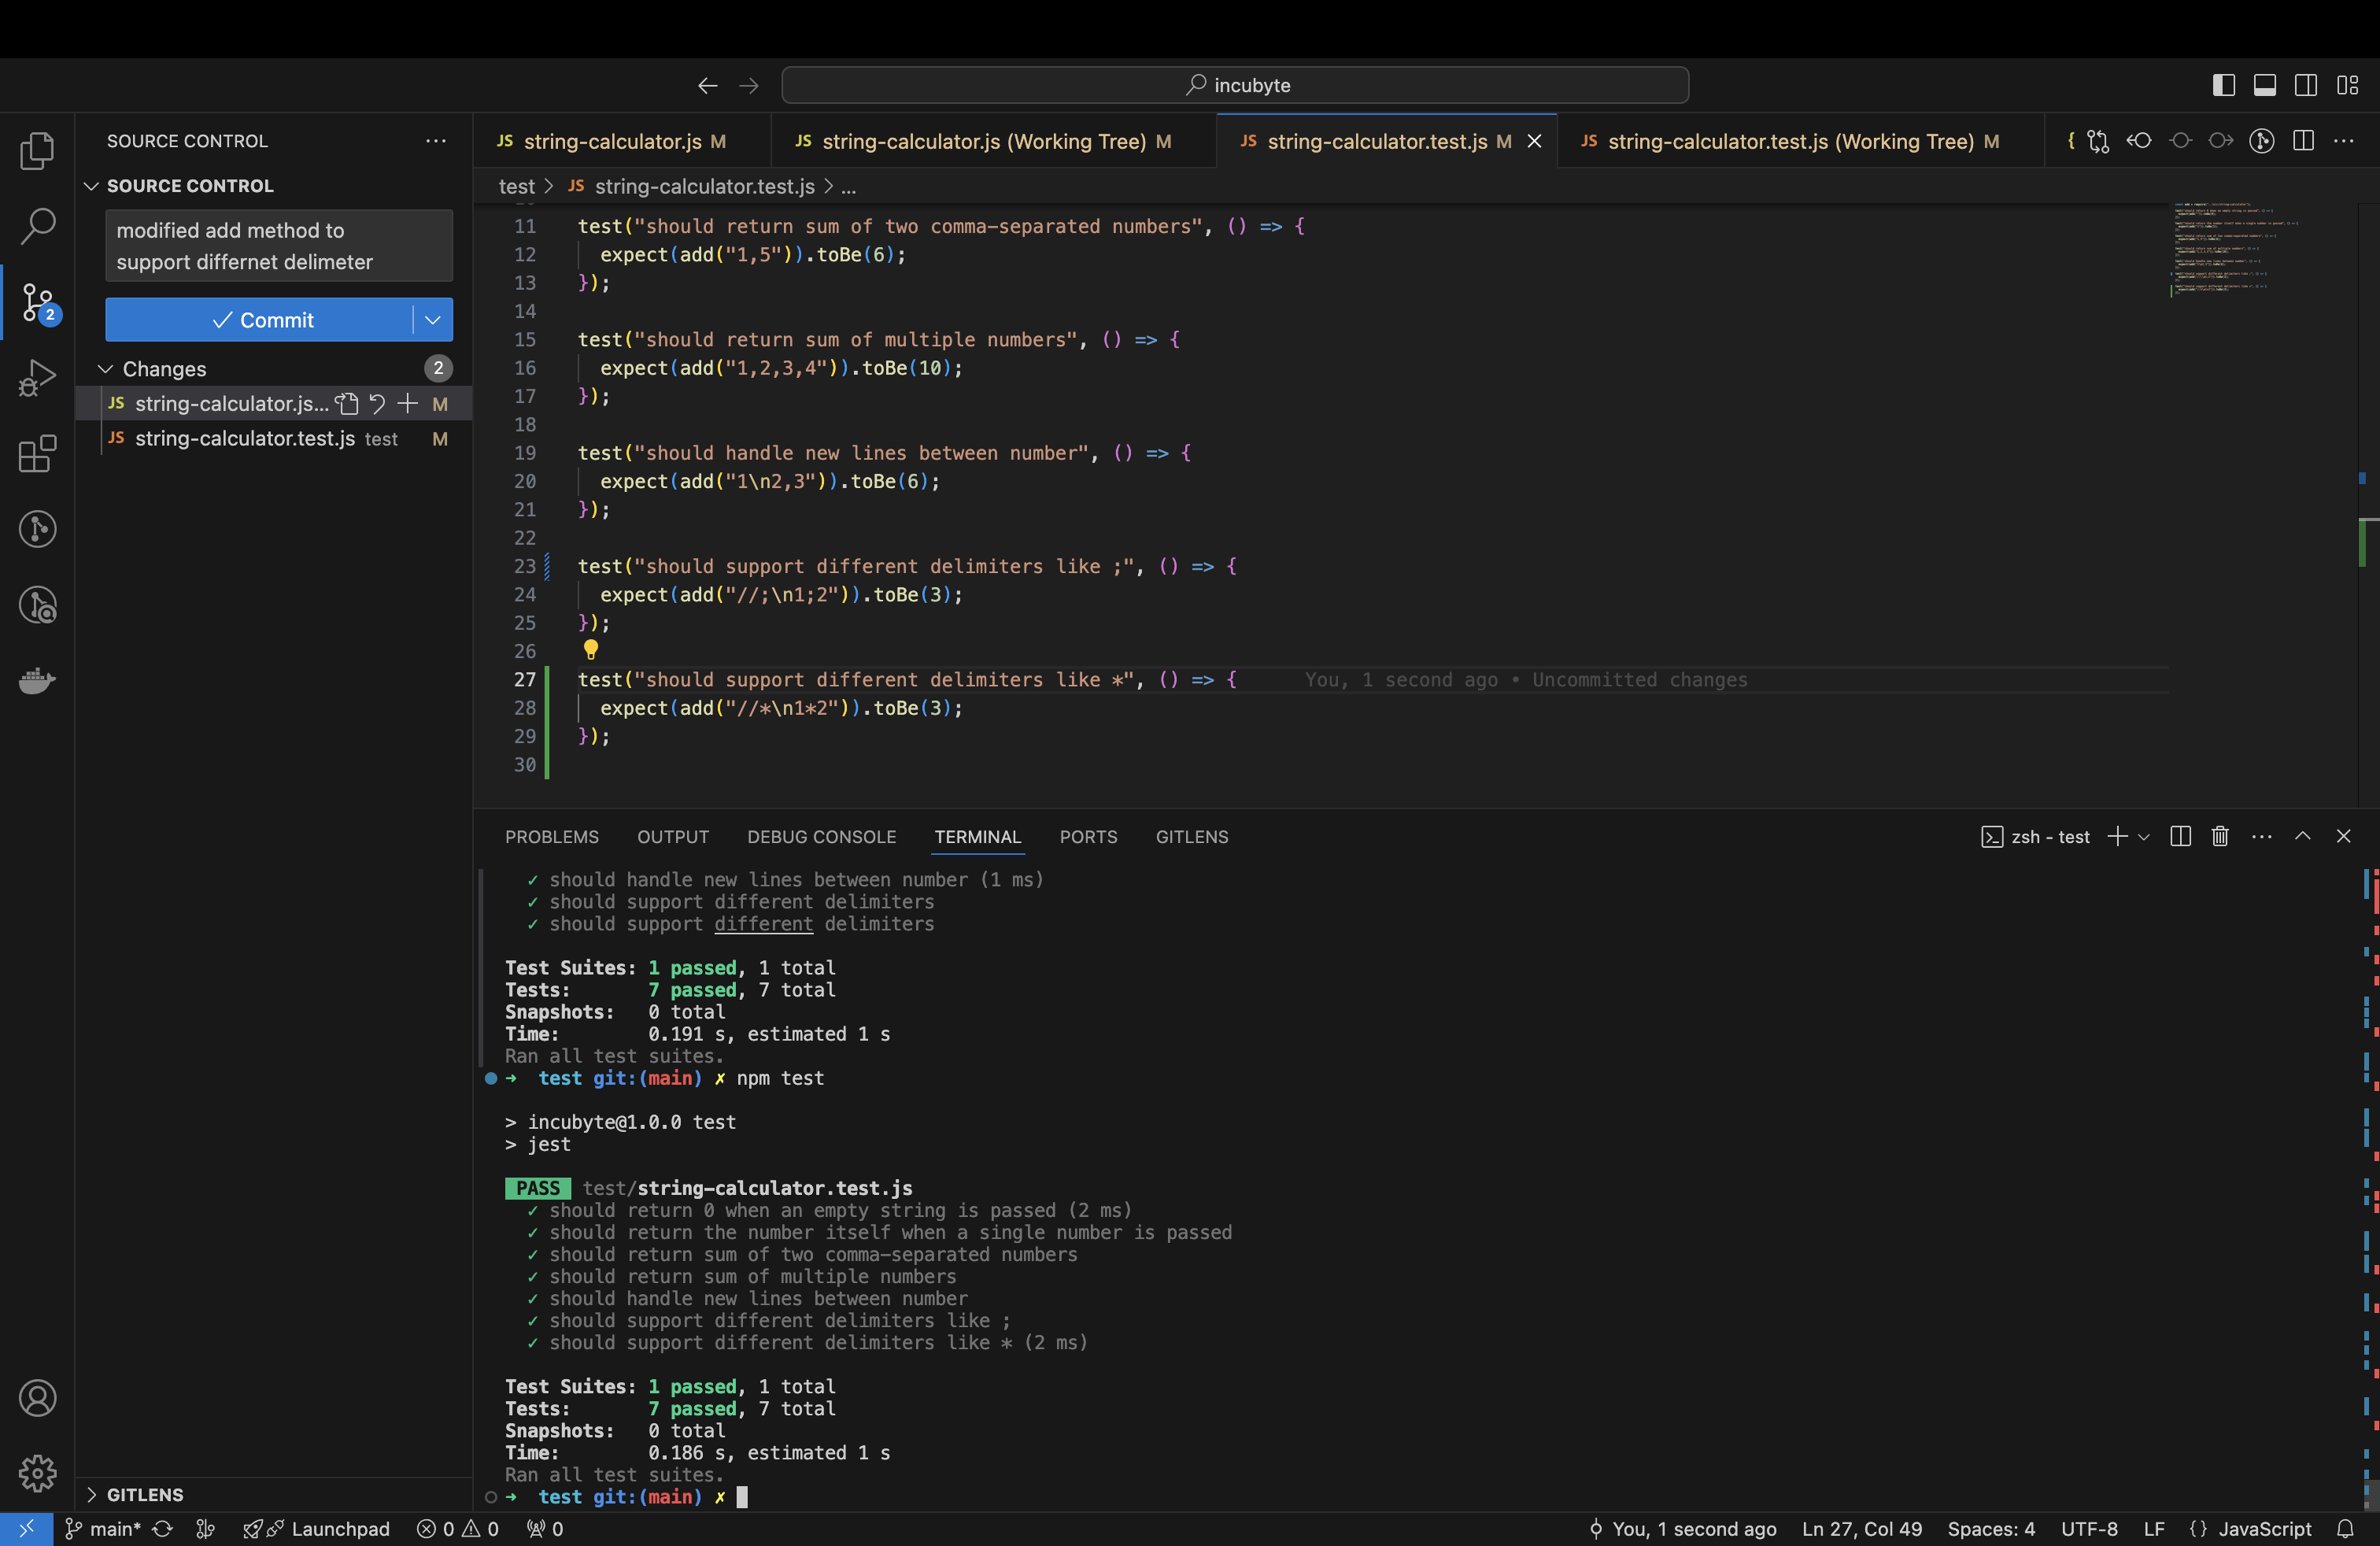 incubyte
SOURCE CONTROL
SOURCE CONTROL
modified add method to
support differnet delimeter
Commit
Changes 2
JS string-calculator.js... M
JS string-calculator.test.js test M
2
GITLENS
JS string-calculator.js M
JS string-calculator.js (Working Tree) M
JS string-calculator.test.js M
JS string-calculator.test.js (Working Tree) M
test > JS string-calculator.test.js > ...
11 test("should return sum of two comma-separated numbers", () => {
12 expect(add("1,5")).toBe(6);
13 });
14
15 test("should return sum of multiple numbers", () => {
16 expect(add("1,2,3,4")).toBe(10);
17 });
18
19 test("should handle new lines between number", () => {
20 expect(add("1\n2,3")).toBe(6);
21 });
22
23 test("should support different delimiters like ;", () => {
24 expect(add("//;\n1;2")).toBe(3);
25 });
26
27 test("should support different delimiters like *", () => { You, 1 second ago • Uncommitted changes
28 expect(add("//*\n1*2")).toBe(3);
29 });
30
PROBLEMS OUTPUT DEBUG CONSOLE TERMINAL PORTS GITLENS zsh - test
✓ should handle new lines between number (1 ms)
✓ should support different delimiters
✓ should support different delimiters
Test Suites: 1 passed, 1 total
Tests: 7 passed, 7 total
Snapshots: 0 total
Time: 0.191 s, estimated 1 s
Ran all test suites.
→ test git:(main) ✗ npm test
> incubyte@1.0.0 test
> jest
PASS test/string-calculator.test.js
✓ should return 0 when an empty string is passed (2 ms)
✓ should return the number itself when a single number is passed
✓ should return sum of two comma-separated numbers
✓ should return sum of multiple numbers
✓ should handle new lines between number
✓ should support different delimiters like ;
✓ should support different delimiters like * (2 ms)
Test Suites: 1 passed, 1 total
Tests: 7 passed, 7 total
Snapshots: 0 total
Time: 0.186 s, estimated 1 s
Ran all test suites.
→ test git:(main) ✗
main* Launchpad 0 0 0 You, 1 second ago Ln 27, Col 49 Spaces: 4 UTF-8 LF {} JavaScript